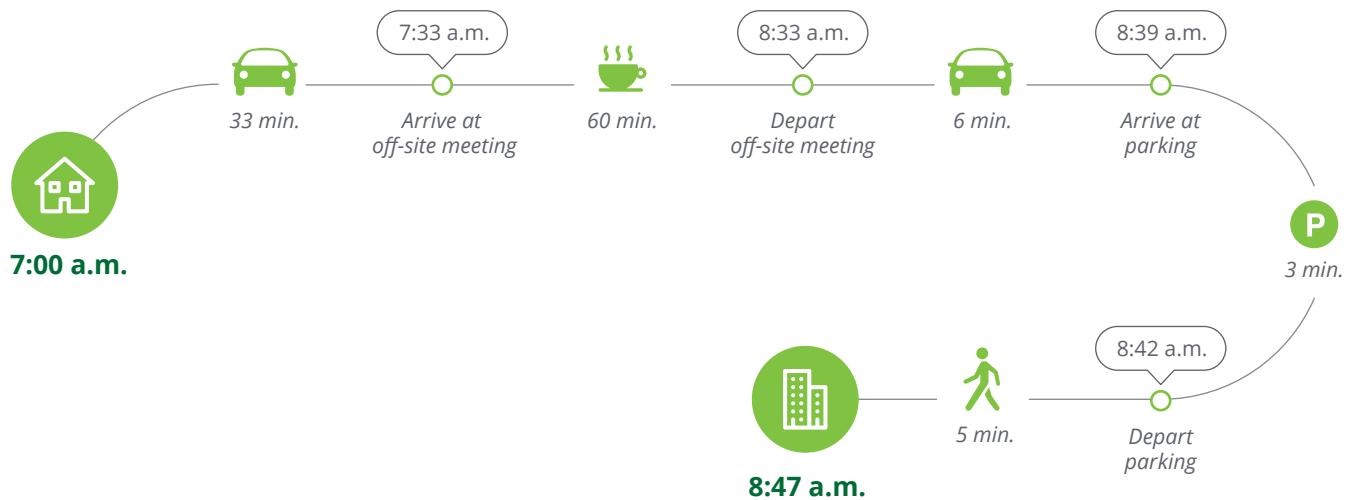 7:00 a.m.
33 min.
7:33 a.m.
Arrive at
off-site meeting
60 min.
8:33 a.m.
Depart
off-site meeting
6 min.
8:39 a.m.
Arrive at
parking
P
3 min.
8:42 a.m.
Depart
parking
5 min.
8:47 a.m.